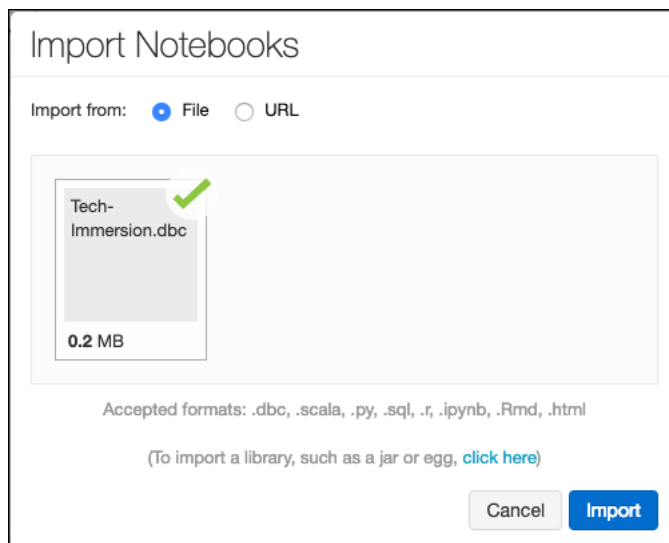 Import Notebooks
Import from: File URL
Tech-
Immersion.dbc
0.2 MB
Accepted formats: .dbc, .scala, .py, .sql, .r, .ipynb, .Rmd, .html
(To import a library, such as a jar or egg, click here)
Cancel Import